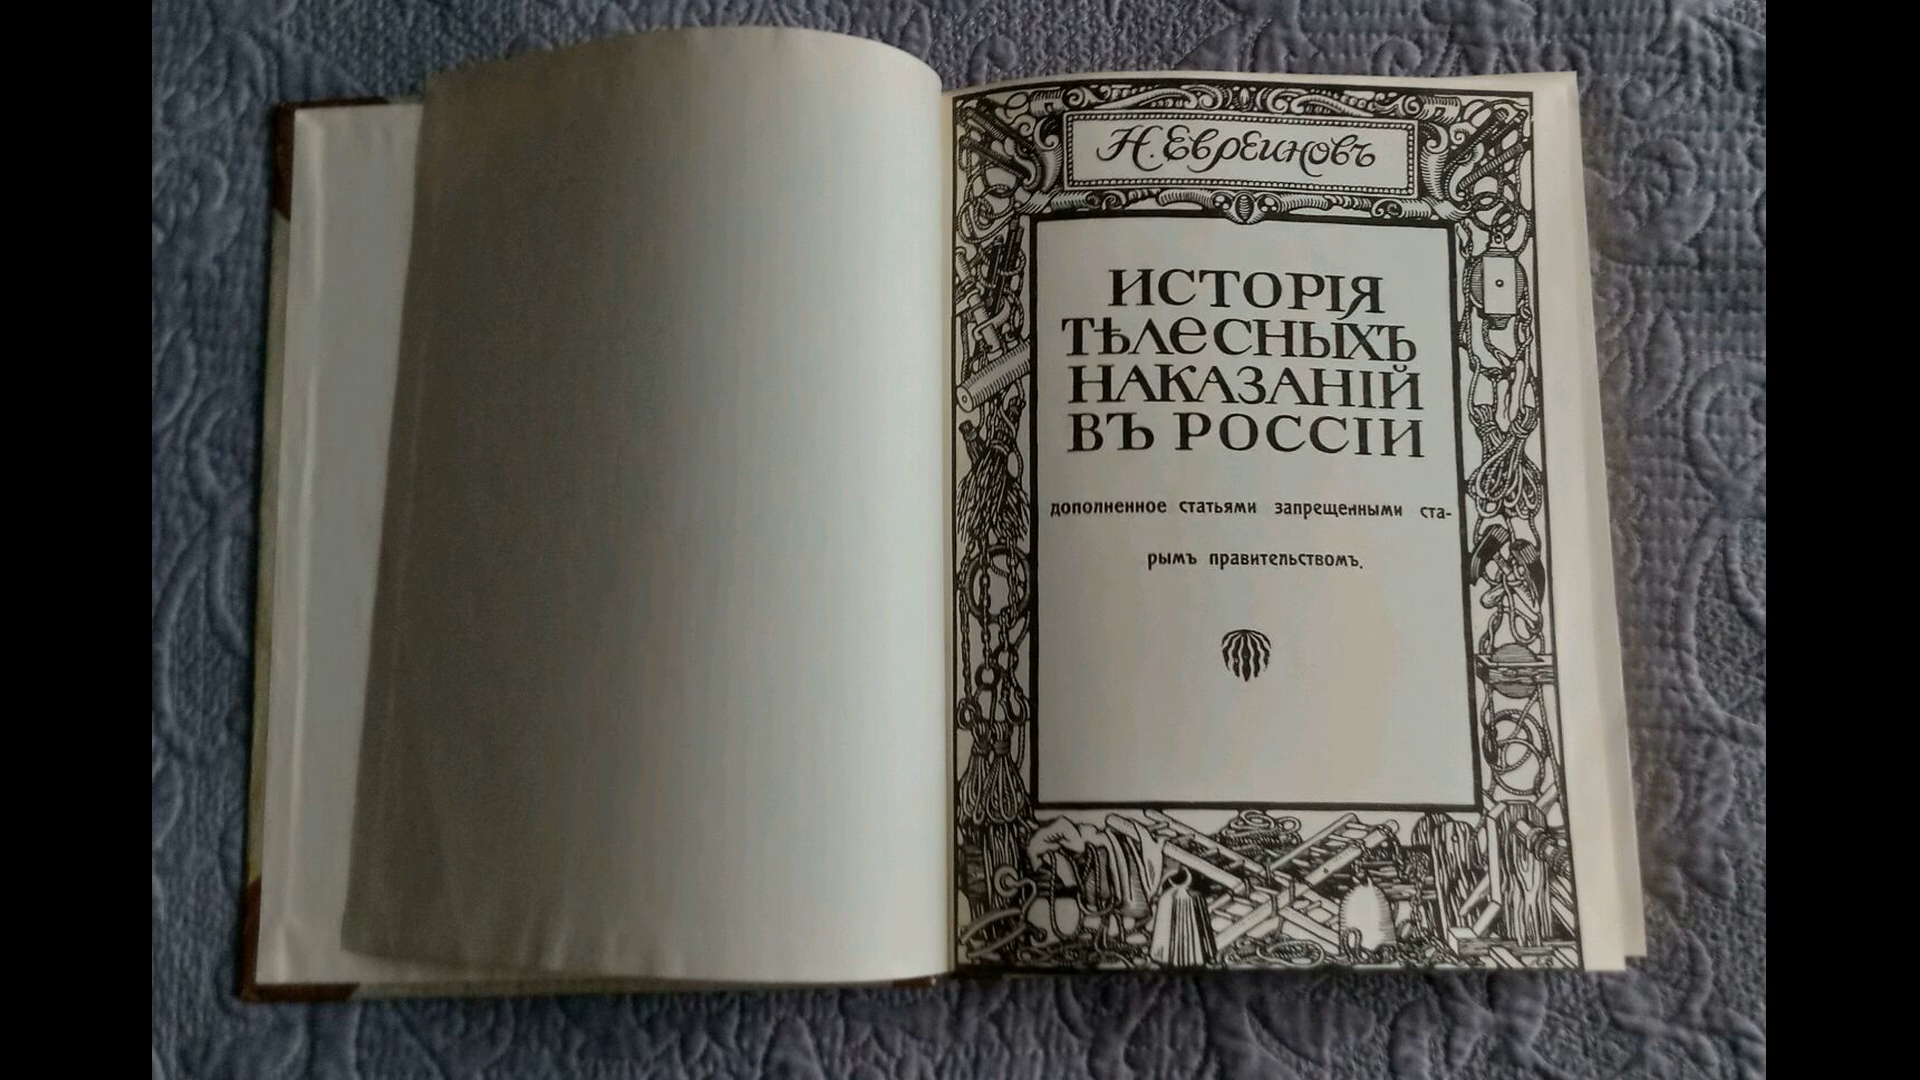 Н. Евреиновъ
ИСТОРІЯ
ТѢЛЕСНЫХЪ
НАКАЗАНІЙ
ВЪ РОССІИ
дополненное статьями запрещенными ста-
рымъ правительствомъ.